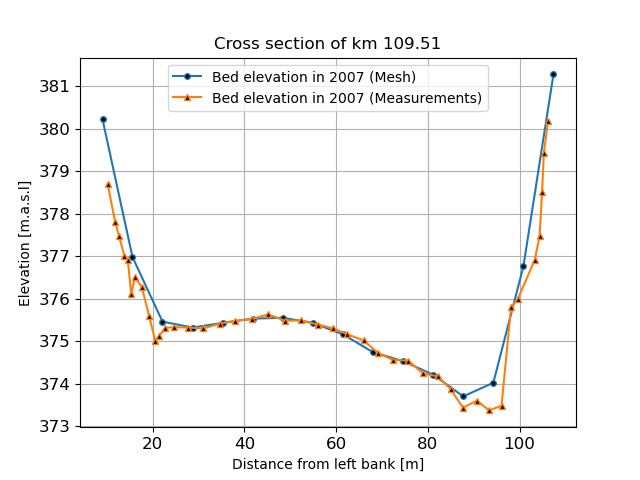 Cross section of km 109.51
Bed elevation in 2007 (Mesh)
Bed elevation in 2007 (Measurements)
Elevation [m.a.s.l]
381
380
379
378
377
376
375
374
373
20 40 60 80 100
Distance from left bank [m]